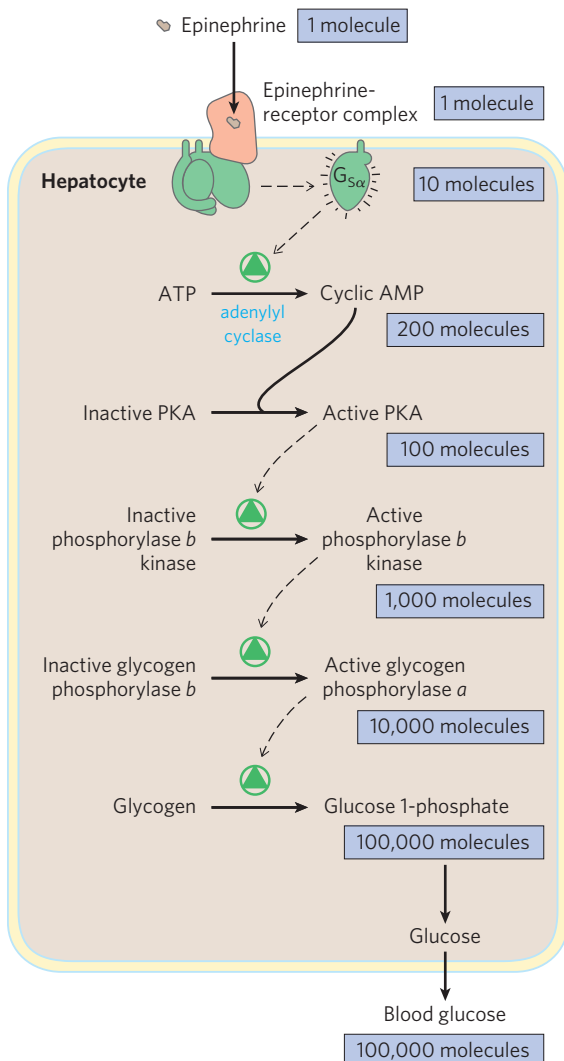 Epinephrine
1 molecule
Epinephrine-
receptor complex
1 molecule
Hepatocyte
GSα
10 molecules
ATP
Cyclic AMP
adenylyl
cyclase
200 molecules
Inactive PKA
Active PKA
100 molecules
Inactive
phosphorylase b
kinase
Active
phosphorylase b
kinase
1,000 molecules
Inactive glycogen
phosphorylase b
Active glycogen
phosphorylase a
10,000 molecules
Glycogen
Glucose 1-phosphate
100,000 molecules
Glucose
Blood glucose
100,000 molecules